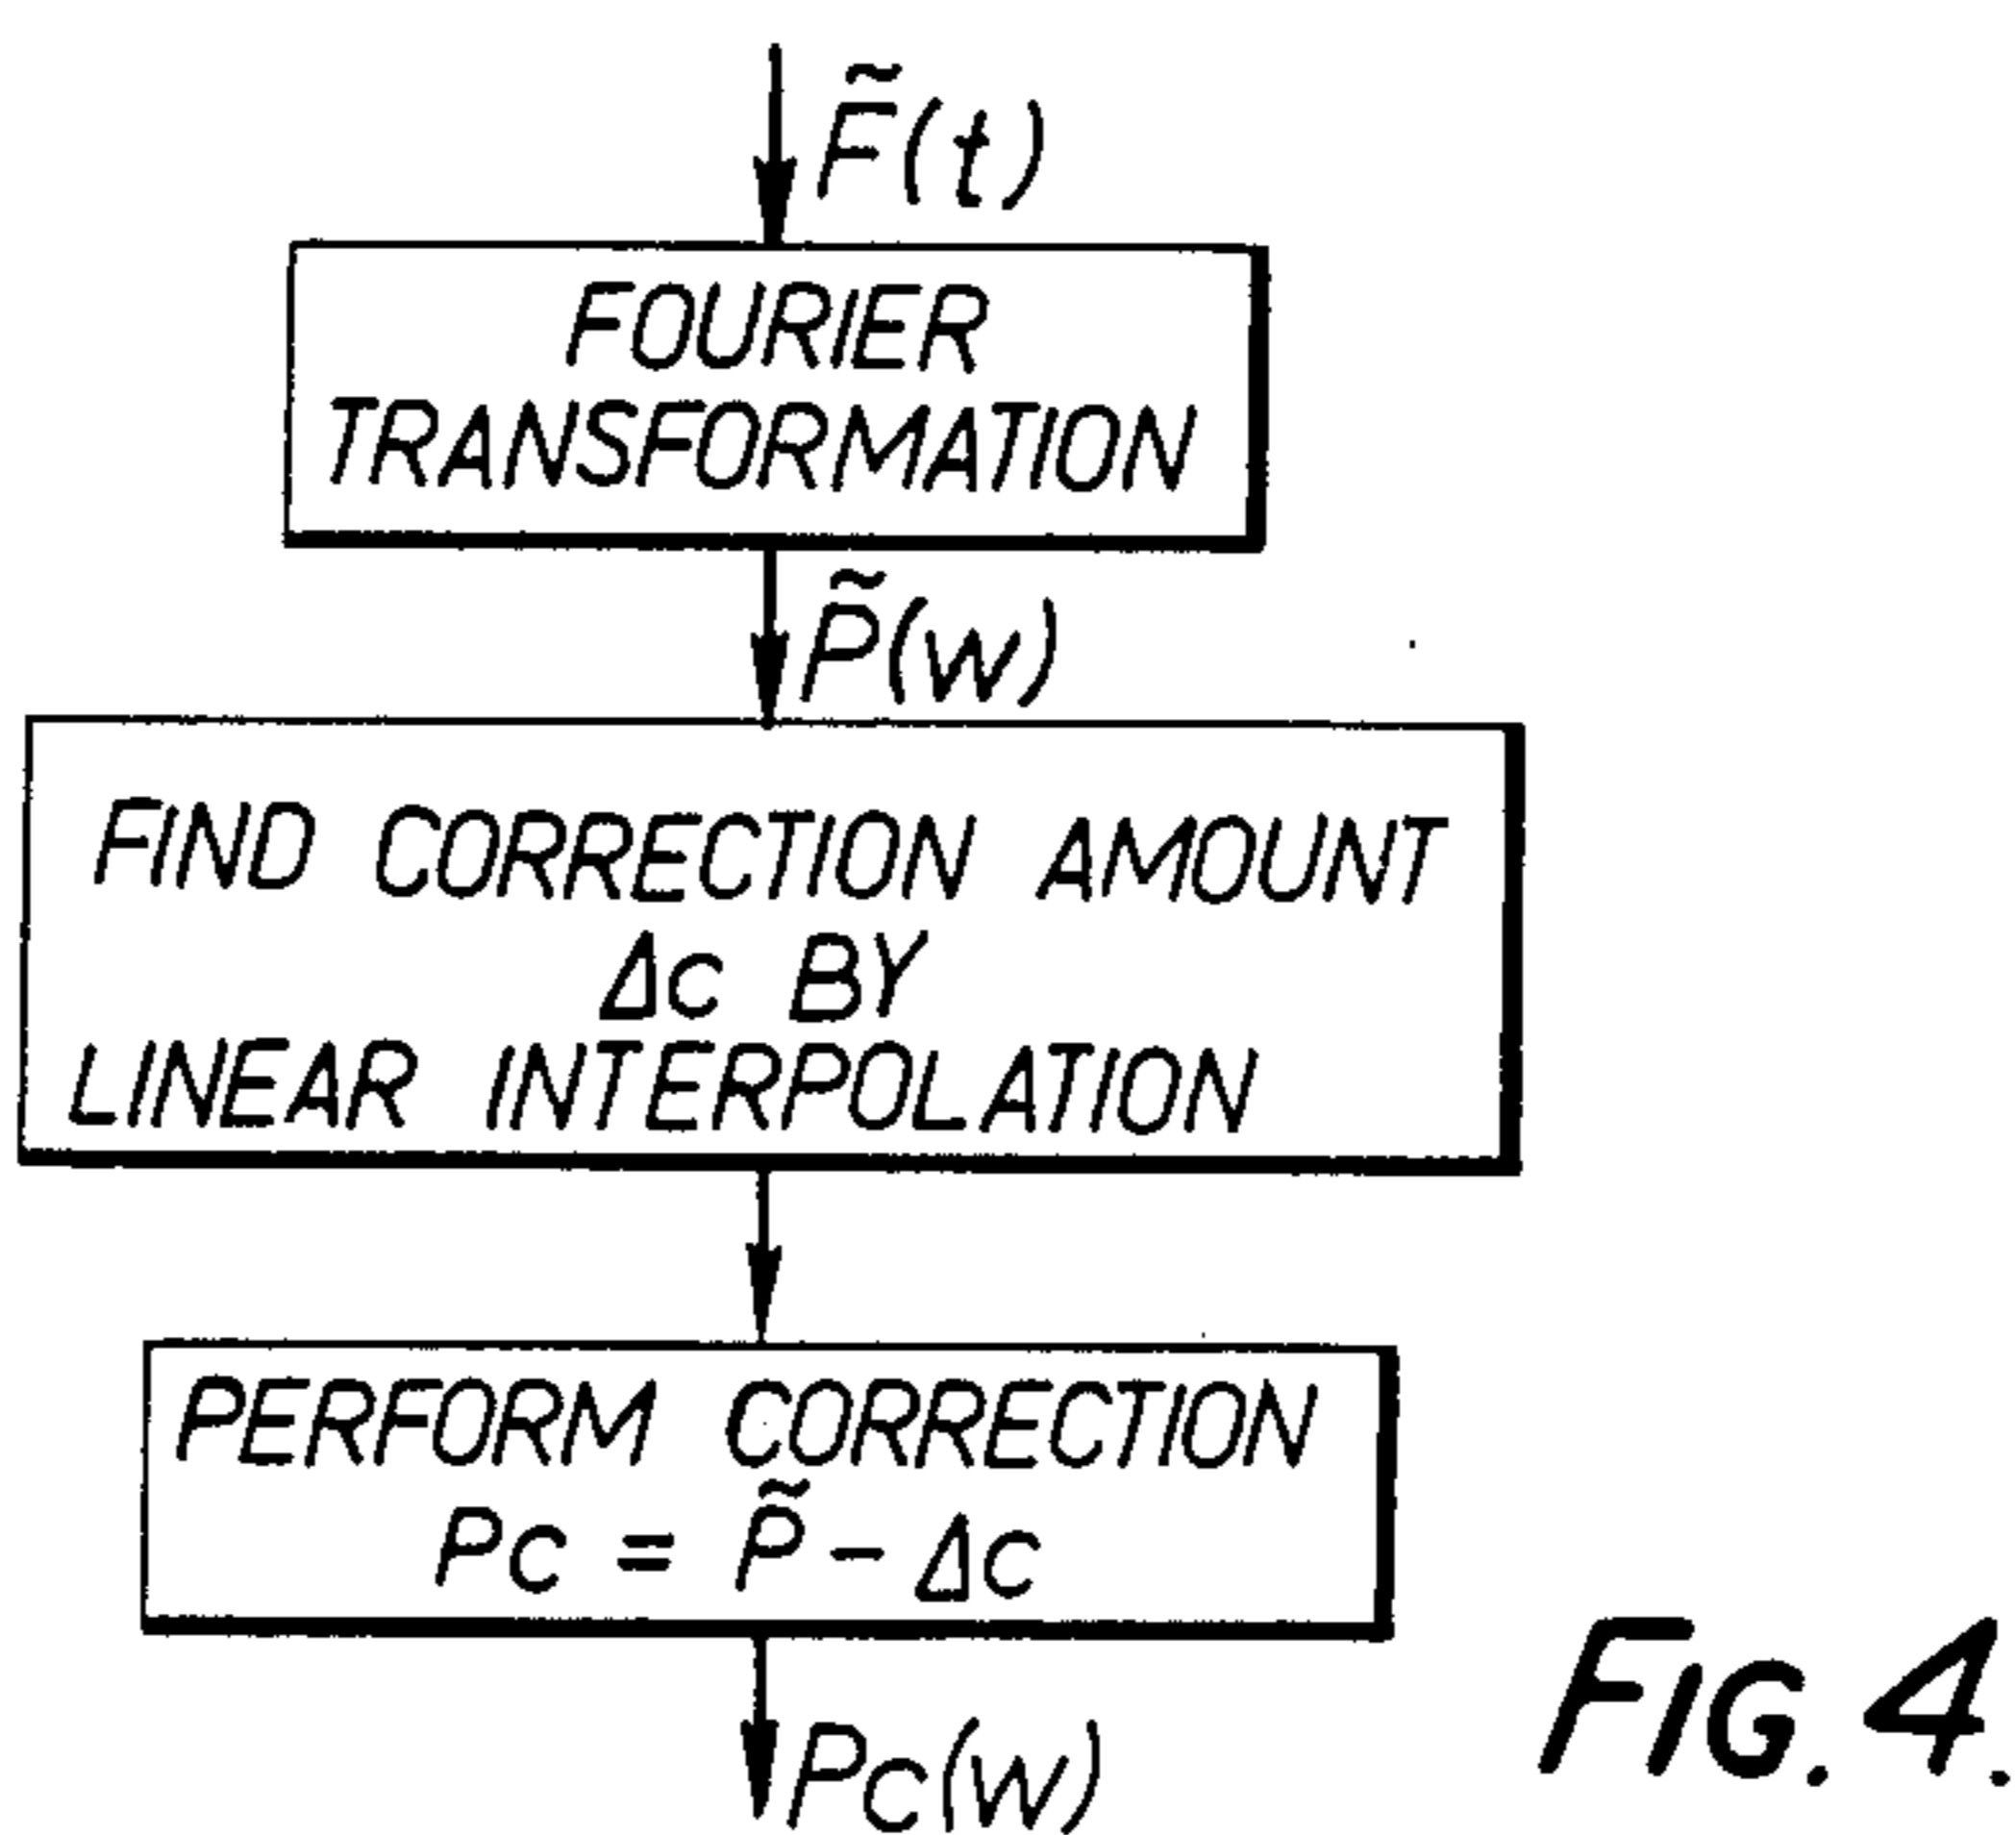 F̃(t)
FOURIER
TRANSFORMATION
P̃(w)
FIND CORRECTION AMOUNT
Δc BY
LINEAR INTERPOLATION
PERFORM CORRECTION
Pc = P̃ - Δc
Pc(w)
FIG. 4.